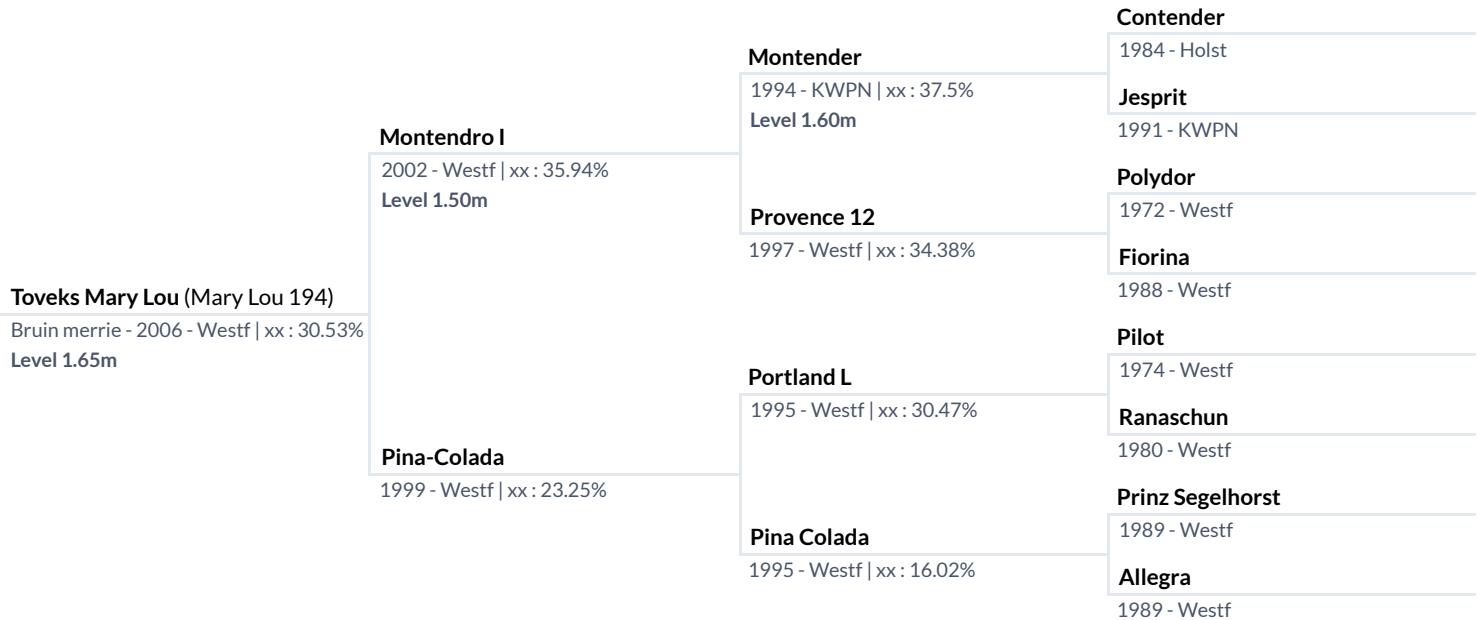 Toveks Mary Lou (Mary Lou 194)
Bruin merrie - 2006 - Westf | xx : 30.53%
Level 1.65m
Montendro I
2002 - Westf | xx : 35.94%
Level 1.50m
Pina-Colada
1999 - Westf | xx : 23.25%
Montender
1994 - KWPN | xx : 37.5%
Level 1.60m
Provence 12
1997 - Westf | xx : 34.38%
Portland L
1995 - Westf | xx : 30.47%
Pina Colada
1995 - Westf | xx : 16.02%
Contender
1984 - Holst
Jesprit
1991 - KWPN
Polydor
1972 - Westf
Fiorina
1988 - Westf
Pilot
1974 - Westf
Ranaschun
1980 - Westf
Prinz Segelhorst
1989 - Westf
Allegra
1989 - Westf